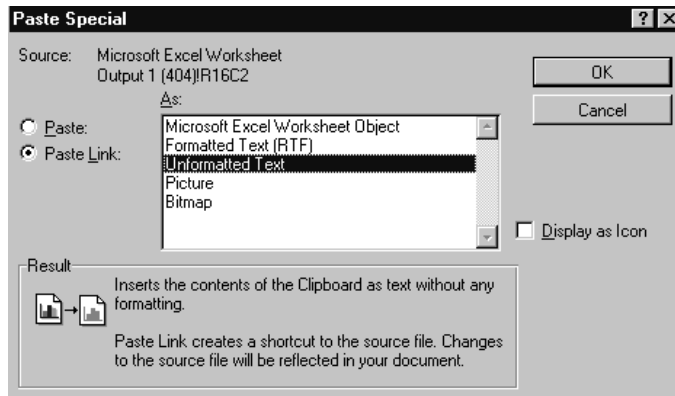 Paste Special
Source: Microsoft Excel Worksheet
Output 1 (404)!R16C2
As:
Paste:
Paste Link:
Microsoft Excel Worksheet Object
Formatted Text (RTF)
Unformatted Text
Picture
Bitmap
OK
Cancel
Display as Icon
Result
Inserts the contents of the Clipboard as text without any
formatting.
Paste Link creates a shortcut to the source file. Changes
to the source file will be reflected in your document.